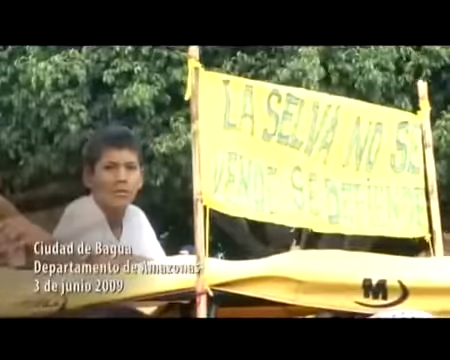 LA SELVA NO SE
VENDE SE DEFIENDE
Ciudad de Bagua
Departamento de Amazonas
3 de junio 2009
M